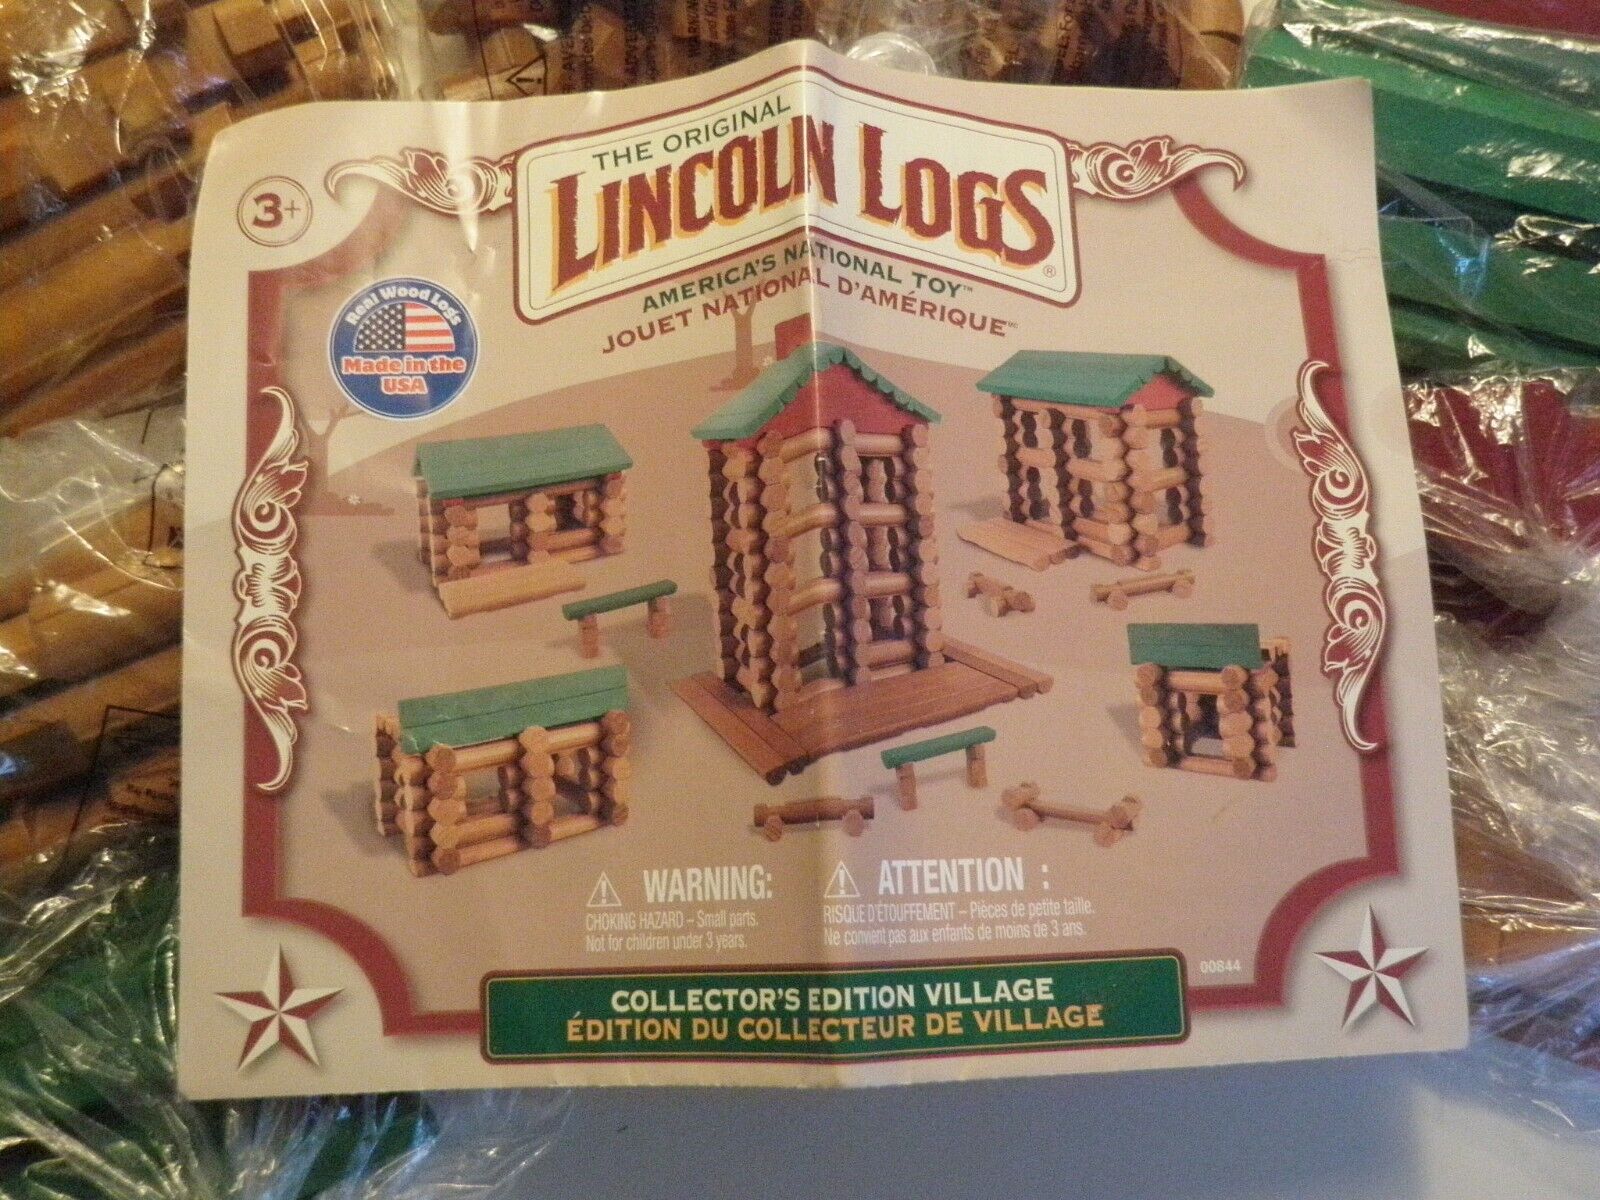 THE ORIGINAL
LINCOLN LOGS®
AMERICA'S NATIONAL TOY™
JOUET NATIONAL D'AMÉRIQUE MC
3+
Real Wood Logs
Made in the
USA
WARNING:
CHOKING HAZARD – Small parts.
Not for children under 3 years.
ATTENTION :
RISQUE D'ÉTOUFFEMENT – Pièces de petite taille.
Ne convient pas aux enfants de moins de 3 ans.
00844
COLLECTOR'S EDITION VILLAGE
ÉDITION DU COLLECTEUR DE VILLAGE